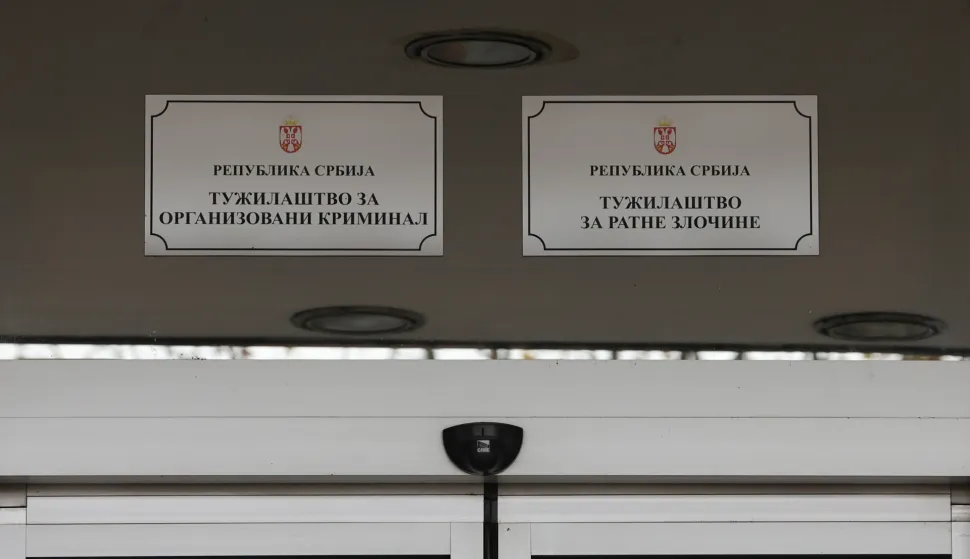 РЕПУБЛИКА СРБИЈА
ТУЖИЛАШТВО ЗА
ОРГАНИЗОВАНИ КРИМИНАЛ
РЕПУБЛИКА СРБИЈА
ТУЖИЛАШТВО
ЗА РАТНЕ ЗЛОЧИНЕ